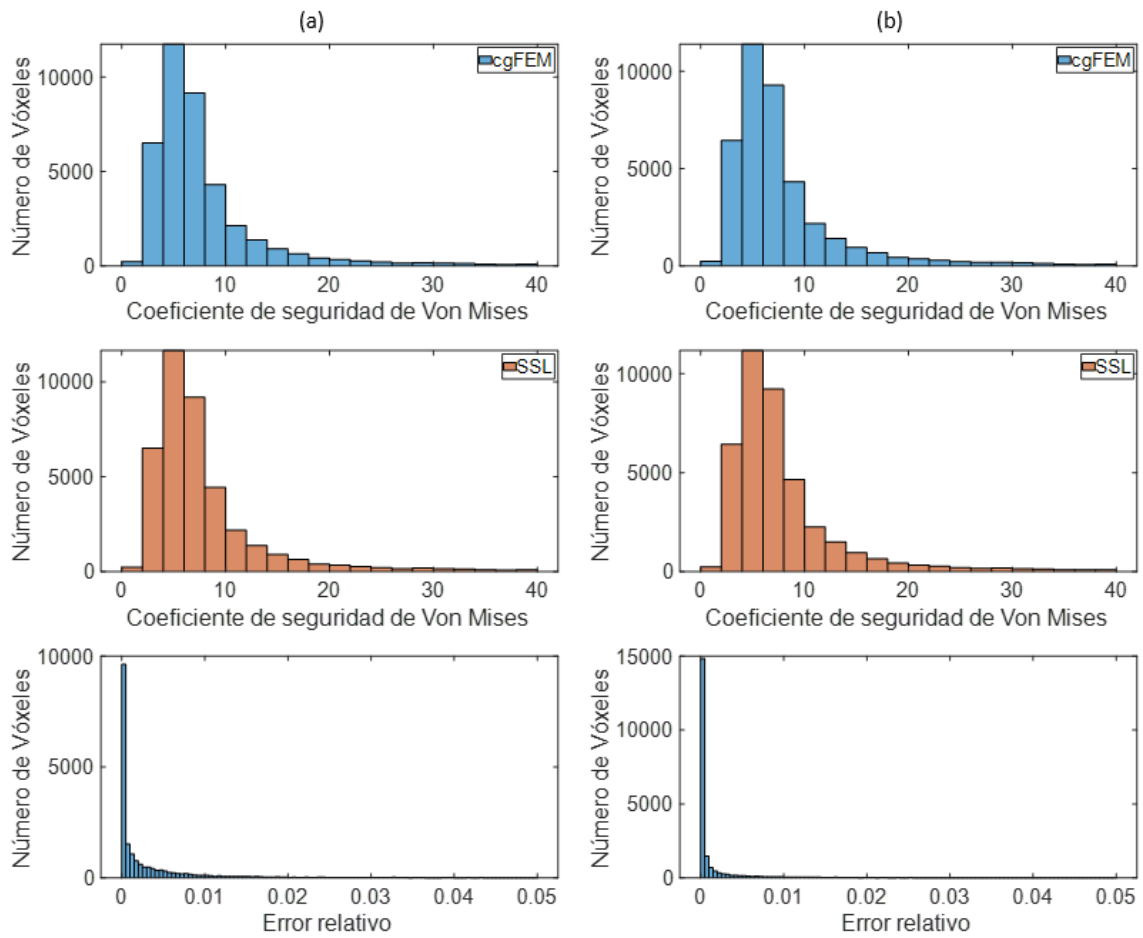 (a)
(b)
Número de Vóxeles
10000
5000
0
cgFEM
0 10 20 30 40
Coeficiente de seguridad de Von Mises
Número de Vóxeles
10000
5000
0
cgFEM
0 10 20 30 40
Coeficiente de seguridad de Von Mises
Número de Vóxeles
10000
5000
0
SSL
0 10 20 30 40
Coeficiente de seguridad de Von Mises
Número de Vóxeles
10000
5000
0
SSL
0 10 20 30 40
Coeficiente de seguridad de Von Mises
Número de Vóxeles
10000
5000
0
0 0.01 0.02 0.03 0.04 0.05
Error relativo
Número de Vóxeles
15000
10000
5000
0
0 0.01 0.02 0.03 0.04 0.05
Error relativo